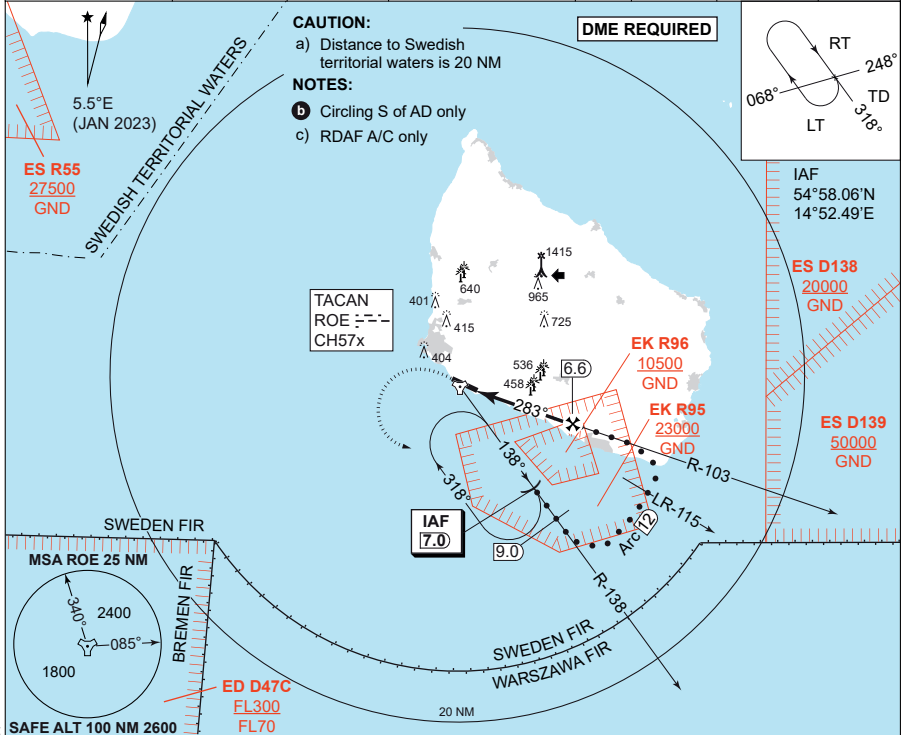 CAUTION:
a) Distance to Swedish
territorial waters is 20 NM
NOTES:
b Circling S of AD only
c) RDAF A/C only
DME REQUIRED
RT
248°
TD
068°
318°
LT
5.5°E
(JAN 2023)
SWEDISH TERRITORIAL WATERS
ES R55
27500
GND
IAF
54°58.06'N
14°52.49'E
ES D138
20000
GND
ES D139
50000
GND
TACAN
ROE
CH57x
1415
640
965
401
415
725
404
536
458
6.6
283°
EK R96
10500
GND
EK R95
23000
GND
R-103
LR-115
138°
318°
IAF
7.0
9.0
Arc 12
R-138
SWEDEN FIR
MSA ROE 25 NM
340°
2400
085°
1800
SAFE ALT 100 NM 2600
BREMEN FIR
ED D47C
FL300
FL70
SWEDEN FIR
WARSZAWA FIR
20 NM